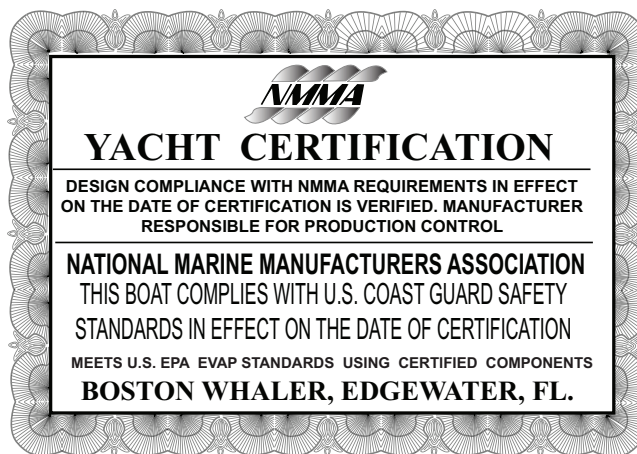 NMMA
YACHT CERTIFICATION
DESIGN COMPLIANCE WITH NMMA REQUIREMENTS IN EFFECT
ON THE DATE OF CERTIFICATION IS VERIFIED. MANUFACTURER
RESPONSIBLE FOR PRODUCTION CONTROL
NATIONAL MARINE MANUFACTURERS ASSOCIATION
THIS BOAT COMPLIES WITH U.S. COAST GUARD SAFETY
STANDARDS IN EFFECT ON THE DATE OF CERTIFICATION
MEETS U.S. EPA EVAP STANDARDS USING CERTIFIED COMPONENTS
BOSTON WHALER, EDGEWATER, FL.